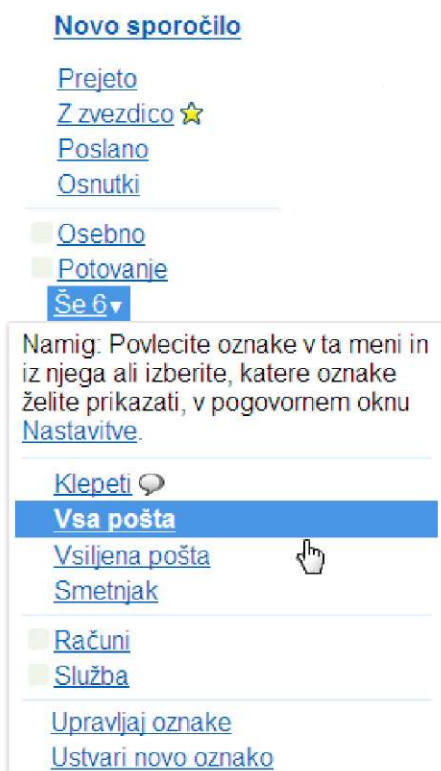 Novo sporočilo
Prejeto
Z zvezdico
Poslano
Osnutki
Osebno
Potovanje
Še 6▾
Namig: Povlecite oznake v ta meni in
iz njega ali izberite, katere oznake
želite prikazati, v pogovornem oknu
Nastavitve.
Klepeti
Vsa pošta
Vsiljena pošta
Smetnjak
Računi
Služba
Upravljaj oznake
Ustvari novo oznako